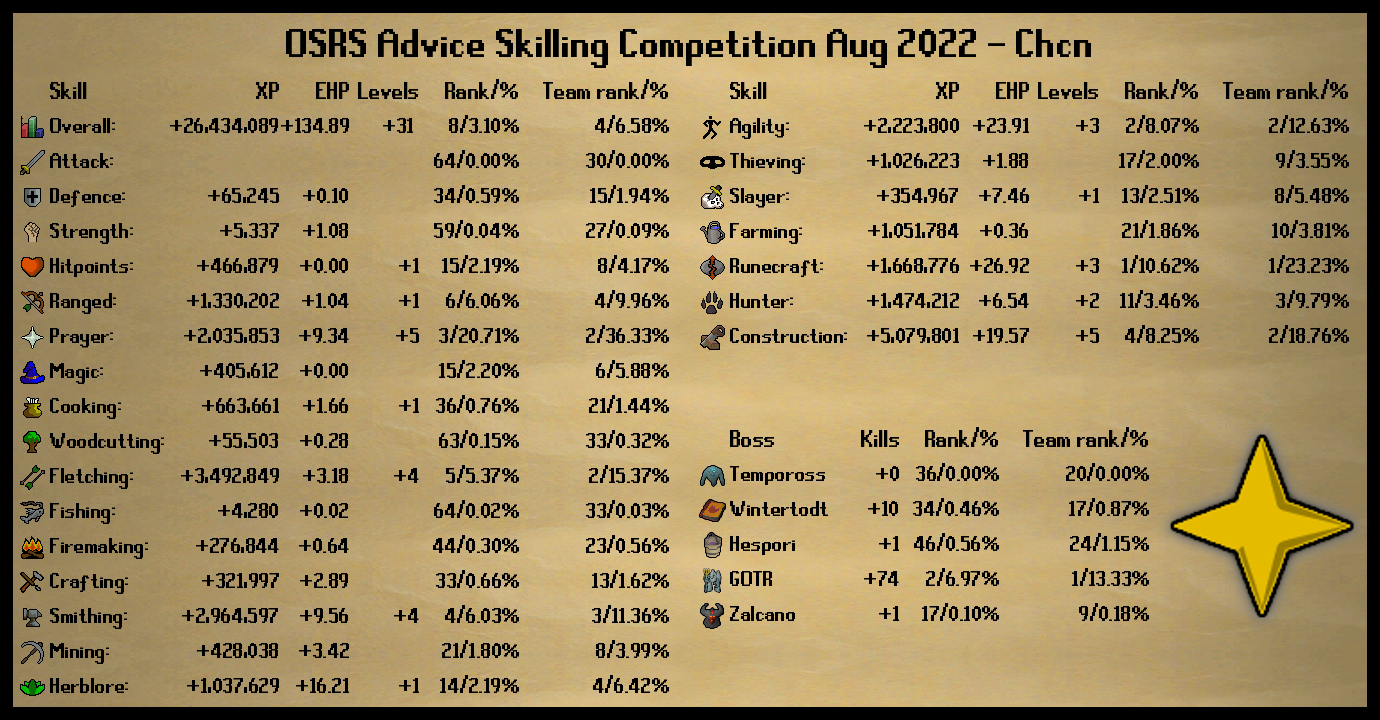 OSRS Advice Skilling Competition Aug 2022 - Chcn
Skill XP EHP Levels Rank/% Team rank/%
Overall: +26,434,089 +134.89 +31 8/3.10% 4/6.58%
Attack: 64/0.00% 30/0.00%
Defence: +65,245 +0.10 34/0.59% 15/1.94%
Strength: +5,337 +1.08 59/0.04% 27/0.09%
Hitpoints: +466,879 +0.00 +1 15/2.19% 8/4.17%
Ranged: +1,330,202 +1.04 +1 6/6.06% 4/9.96%
Prayer: +2,035,853 +9.34 +5 3/20.71% 2/36.33%
Magic: +405,612 +0.00 15/2.20% 6/5.88%
Cooking: +663,661 +1.66 +1 36/0.76% 21/1.44%
Woodcutting: +55,503 +0.28 63/0.15% 33/0.32%
Fletching: +3,492,849 +3.18 +4 5/5.37% 2/15.37%
Fishing: +4,280 +0.02 64/0.02% 33/0.03%
Firemaking: +276,844 +0.64 44/0.30% 23/0.56%
Crafting: +321,997 +2.89 33/0.66% 13/1.62%
Smithing: +2,964,597 +9.56 +4 4/6.03% 3/11.36%
Mining: +428,038 +3.42 21/1.80% 8/3.99%
Herblore: +1,037,629 +16.21 +1 14/2.19% 4/6.42%
Skill XP EHP Levels Rank/% Team rank/%
Agility: +2,223,800 +23.91 +3 2/8.07% 2/12.63%
Thieving: +1,026,223 +1.88 17/2.00% 9/3.55%
Slayer: +354,967 +7.46 +1 13/2.51% 8/5.48%
Farming: +1,051,784 +0.36 21/1.86% 10/3.81%
Runecraft: +1,668,776 +26.92 +3 1/10.62% 1/23.23%
Hunter: +1,474,212 +6.54 +2 11/3.46% 3/9.79%
Construction: +5,079,801 +19.57 +5 4/8.25% 2/18.76%
Boss Kills Rank/% Team rank/%
Tempoross +0 36/0.00% 20/0.00%
Wintertodt +10 34/0.46% 17/0.87%
Hespori +1 46/0.56% 24/1.15%
GOTR +74 2/6.97% 1/13.33%
Zalcano +1 17/0.10% 9/0.18%